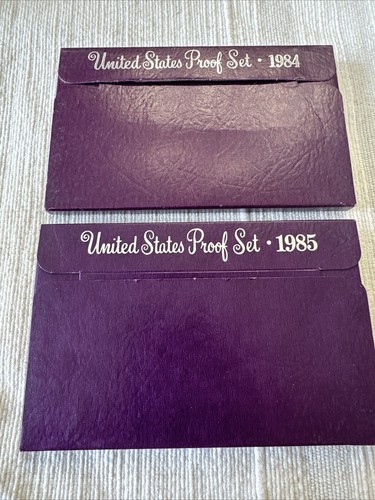 United States Proof Set · 1984
United States Proof Set · 1985